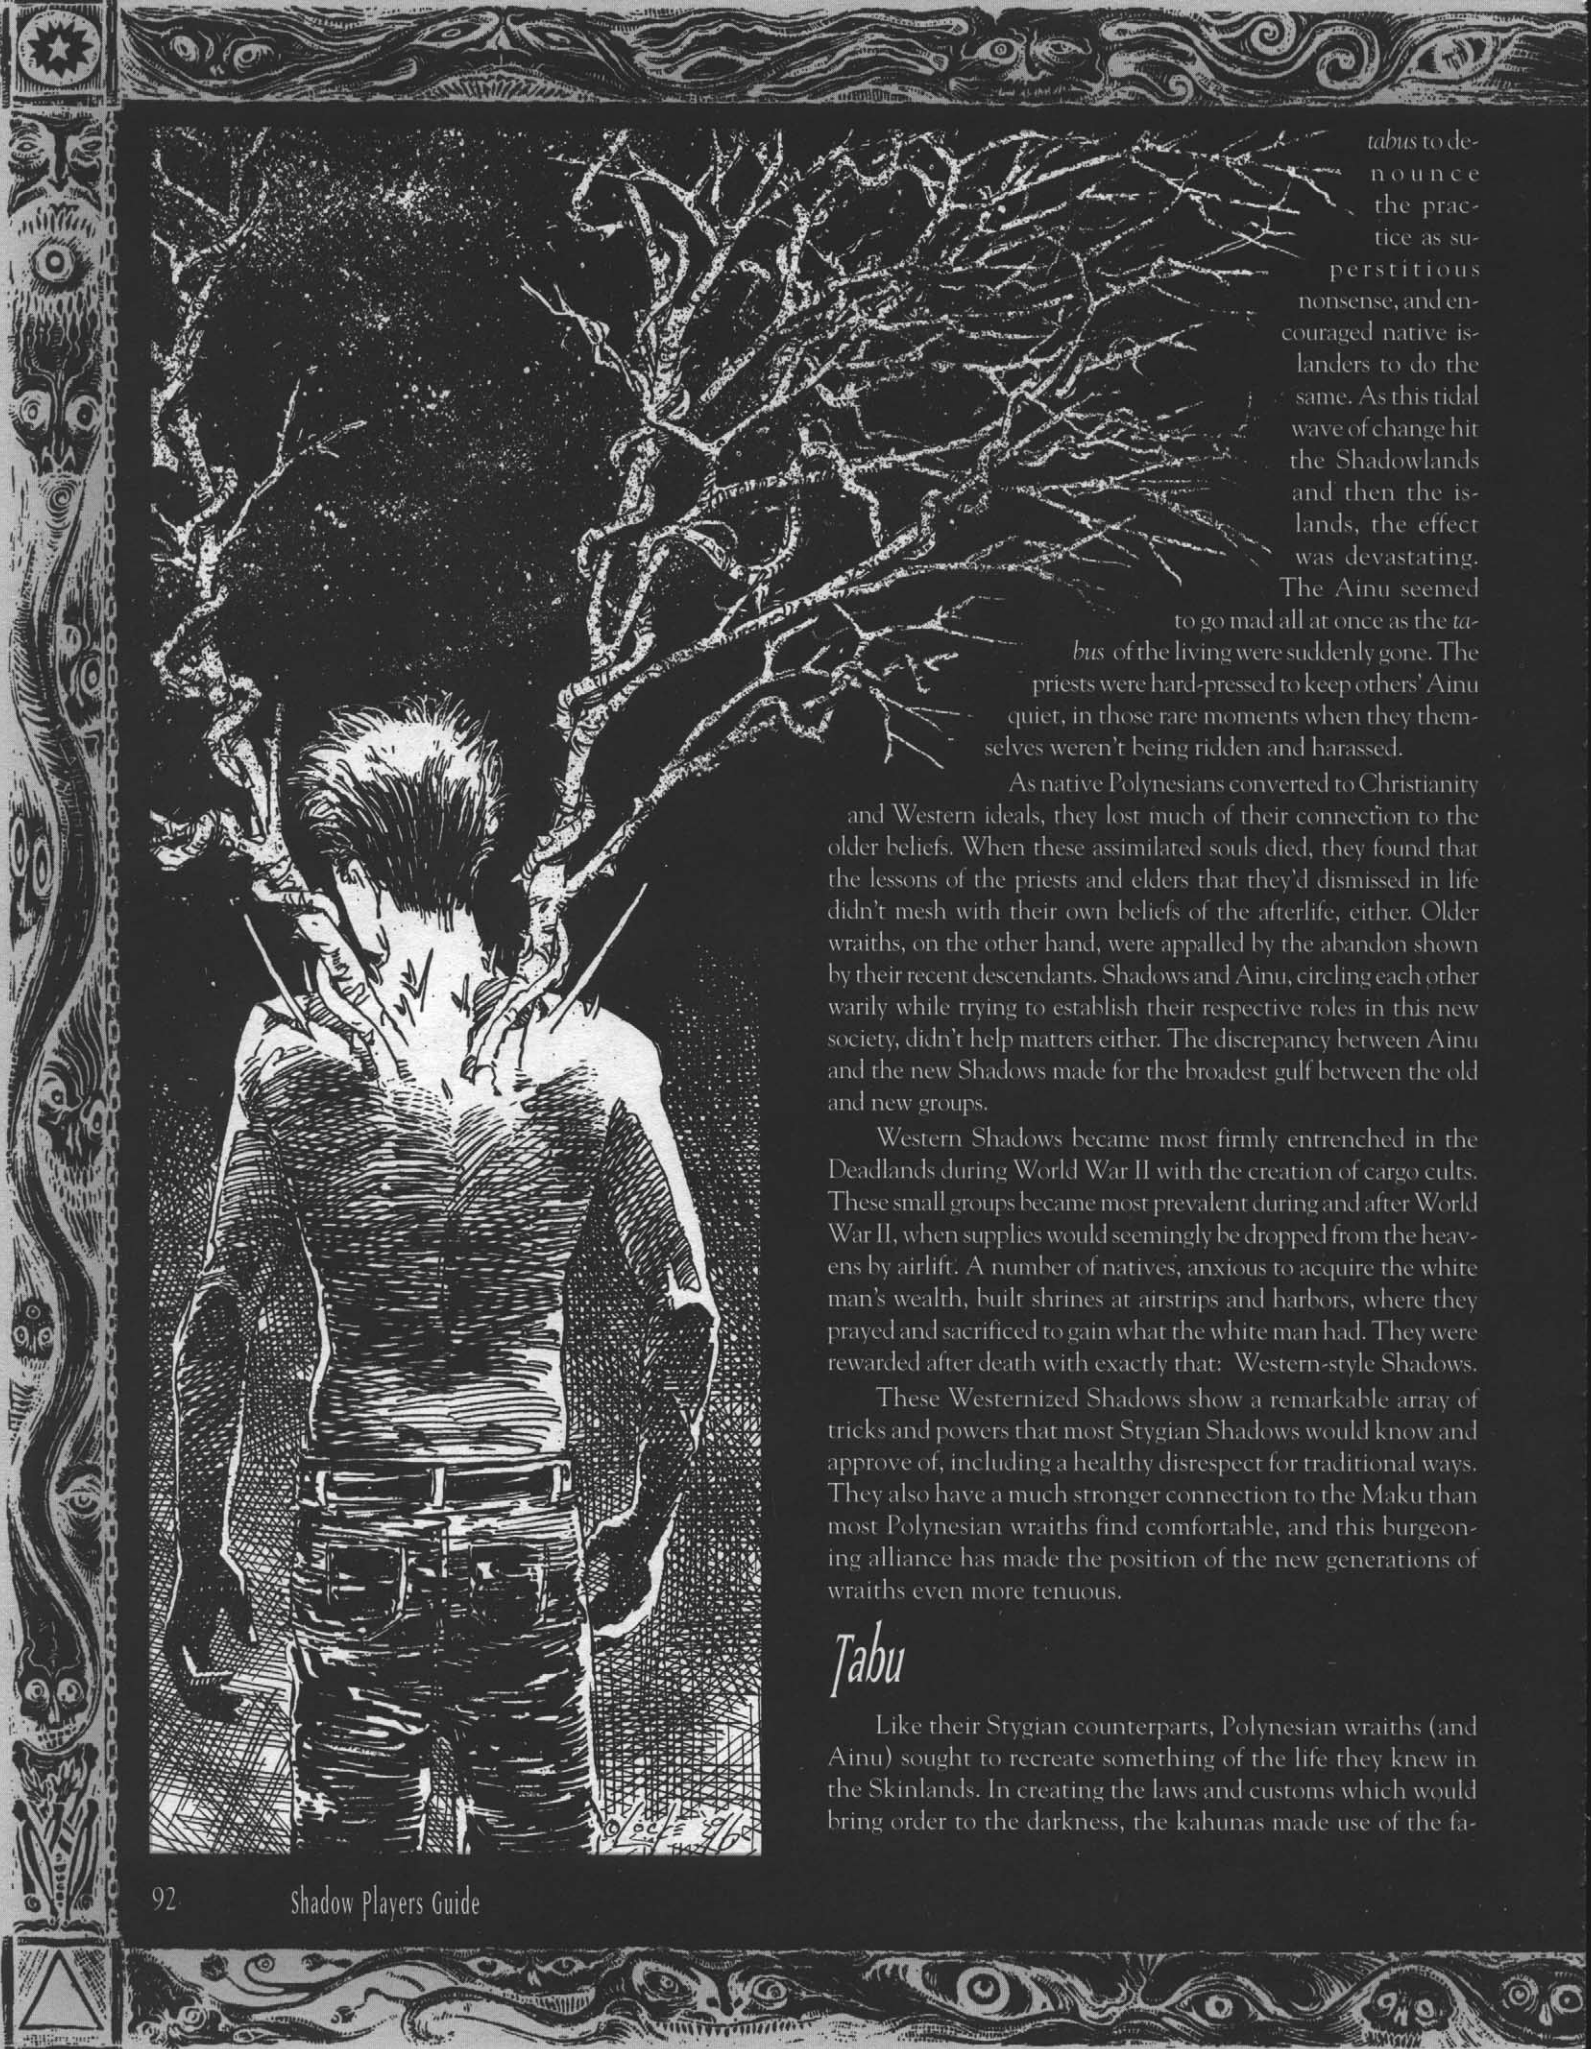 tabus to de-
nounce
the prac-
tice as su-
perstitious
nonsense, and en-
couraged native is-
landers to do the
same. As this tidal
wave of change hit
the Shadowlands
and then the is-
lands, the effect
was devastating.
The Ainu seemed
to go mad all at once as the ta-
bus of the living were suddenly gone. The
priests were hard-pressed to keep others' Ainu
quiet, in those rare moments when they them-
selves weren't being ridden and harassed.
As native Polynesians converted to Christianity
and Western ideals, they lost much of their connection to the
older beliefs. When these assimilated souls died, they found that
the lessons of the priests and elders that they'd dismissed in life
didn't mesh with their own beliefs of the afterlife, either. Older
wraiths, on the other hand, were appalled by the abandon shown
by their recent descendants. Shadows and Ainu, circling each other
warily while trying to establish their respective roles in this new
society, didn't help matters either. The discrepancy between Ainu
and the new Shadows made for the broadest gulf between the old
and new groups.
Western Shadows became most firmly entrenched in the
Deadlands during World War II with the creation of cargo cults.
These small groups became most prevalent during and after World
War II, when supplies would seemingly be dropped from the heav-
ens by airlift. A number of natives, anxious to acquire the white
man's wealth, built shrines at airstrips and harbors, where they
prayed and sacrificed to gain what the white man had. They were
rewarded after death with exactly that: Western-style Shadows.
These Westernized Shadows show a remarkable array of
tricks and powers that most Stygian Shadows would know and
approve of, including a healthy disrespect for traditional ways.
They also have a much stronger connection to the Maku than
most Polynesian wraiths find comfortable, and this burgeon-
ing alliance has made the position of the new generations of
wraiths even more tenuous.
Tabu
Like their Stygian counterparts, Polynesian wraiths (and
Ainu) sought to recreate something of the life they knew in
the Skinlands. In creating the laws and customs which would
bring order to the darkness, the kahunas made use of the fa-
92 Shadow Players Guide